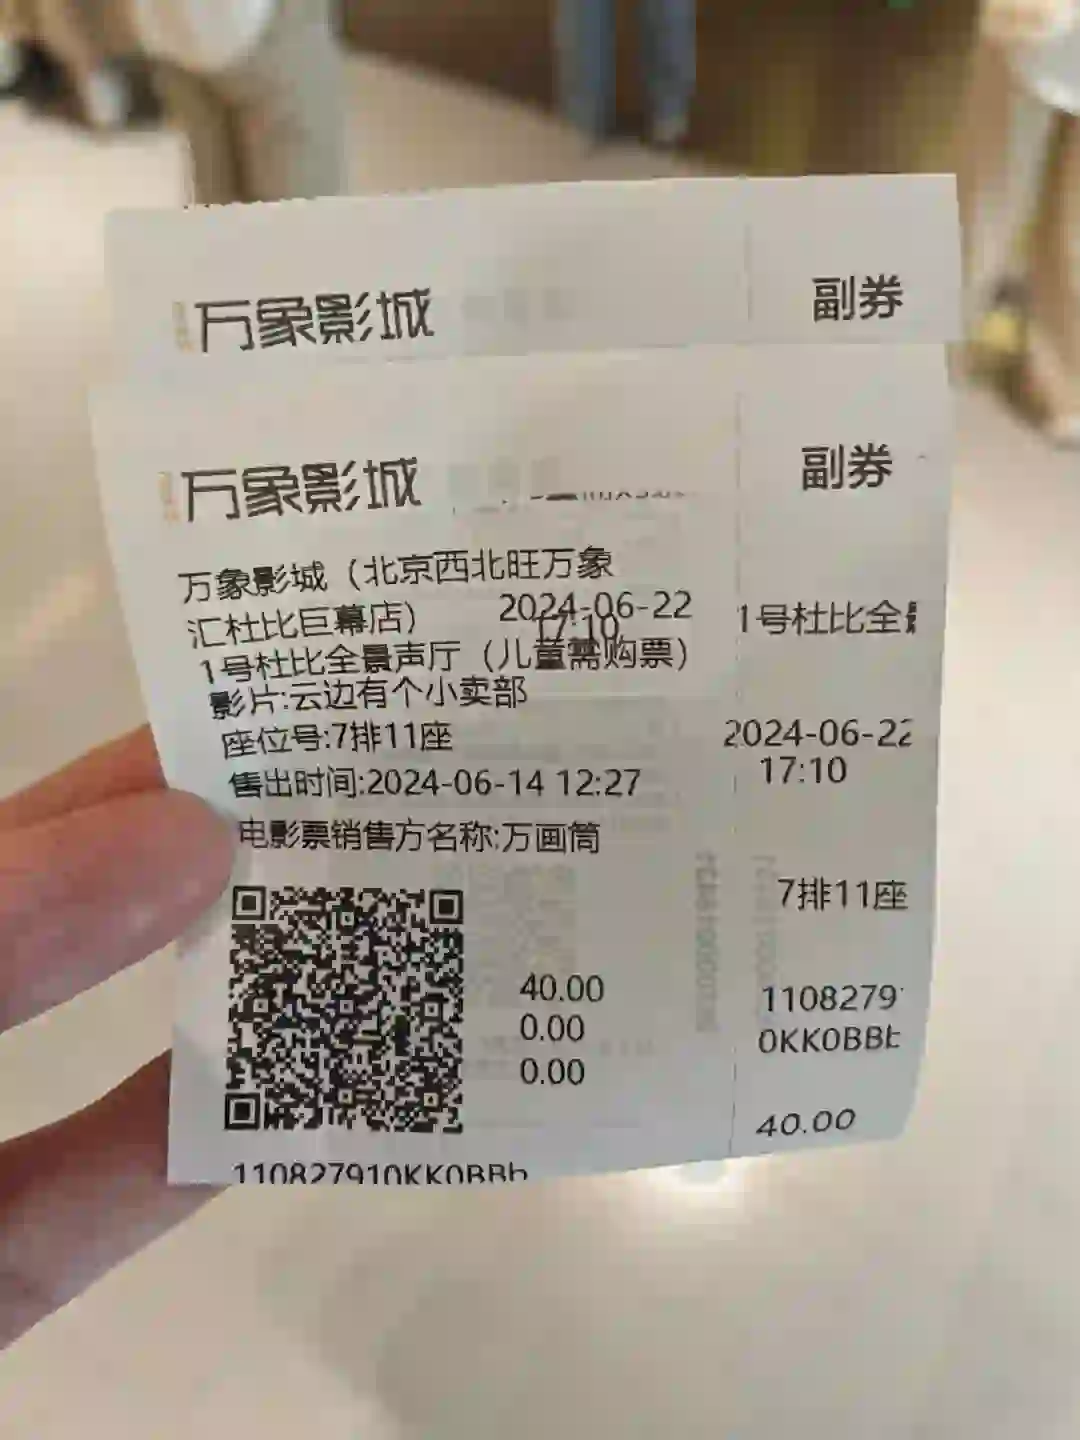 万象影城
副券
万象影城
副券
万象影城（北京西北旺万象
汇杜比巨幕店）
2024-06-22
17:10
1号杜比全景声厅（儿童需购票）
影片:云边有个小卖部
座位号:7排11座
售出时间:2024-06-14 12:27
电影票销售方名称:万画筒
40.00
0.00
0.00
110827910KK0BBb
1号杜比全景
2024-06-22
17:10
7排11座
11082791
0KK0BBb
40.00